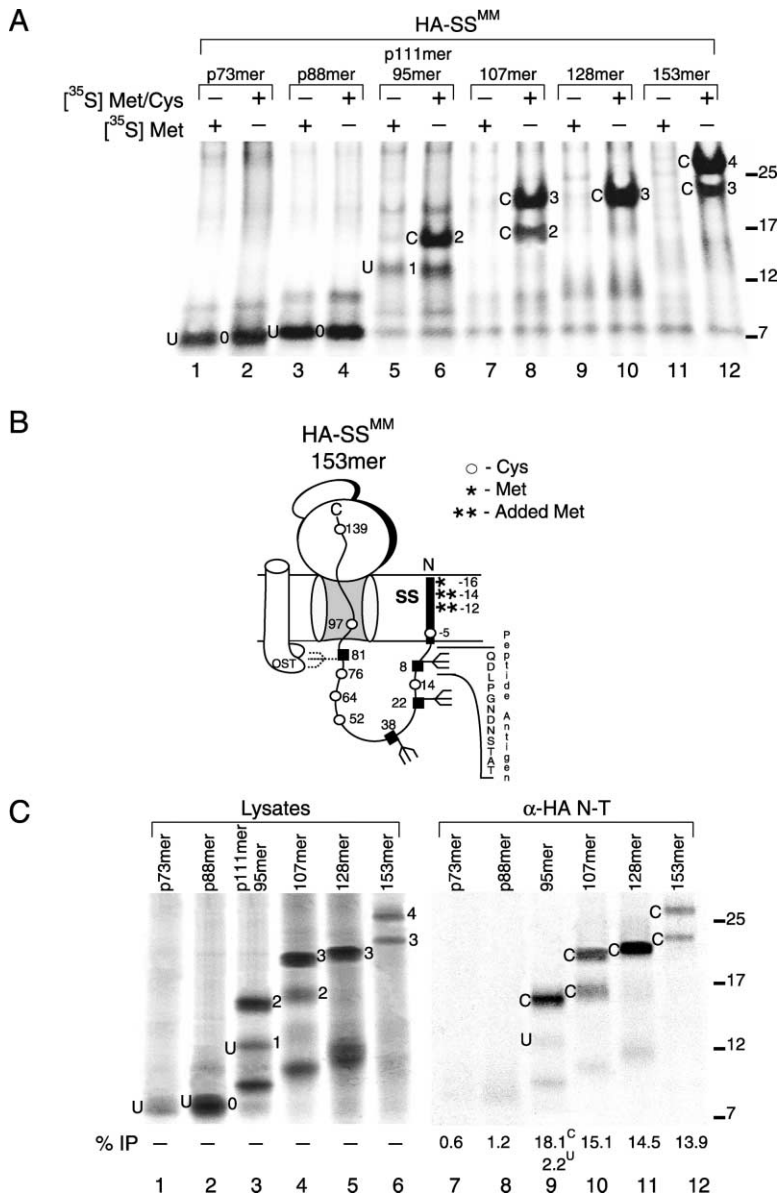 A
HA-SS^MM
p111mer
p73mer p88mer 95mer 107mer 128mer 153mer
[³⁵S] Met/Cys – + – + – + – + – + – +
[³⁵S] Met + – + – + – + – + – + –
C 4
25
C 3 C 3 C 3
17
C 2 C 2
U 1
12
U 0 U 0
7
1 2 3 4 5 6 7 8 9 10 11 12
B
HA-SS^MM
153mer
○ - Cys
* - Met
** - Added Met
C
139
N
* -16
** -14
SS ** -12
97
-5
OST
81
8
76
14
64
22
52
38
QDLPGNDNSTAT
Peptide Antigen
C
Lysates α-HA N-T
p73mer p88mer p111mer 95mer 107mer 128mer 153mer 95mer 107mer 128mer 153mer p73mer p88mer
4 C
25
3 3 3 C C C
2 2 C C
17
U 1 U
12
U U 0
7
% IP – – – – – – 0.6 1.2 18.1^C 15.1 14.5 13.9
2.2^U
1 2 3 4 5 6 7 8 9 10 11 12